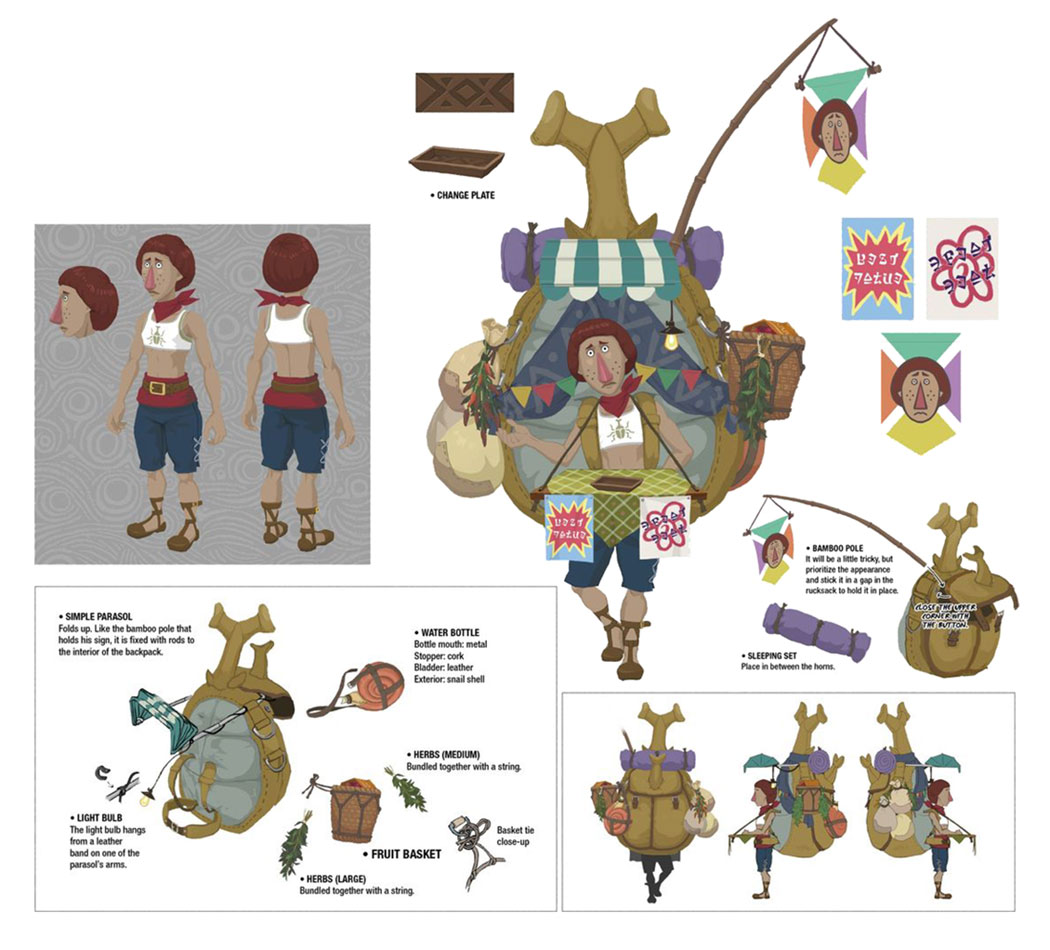 • CHANGE PLATE
• BAMBOO POLE
It will be a little tricky, but
prioritize the appearance
and stick it in a gap in the
rucksack to hold it in place.
CLOSE THE UPPER
CORNER WITH
THE BUTTON.
• SLEEPING SET
Place in between the horns.
• SIMPLE PARASOL
Folds up. Like the bamboo pole that
holds his sign, it is fixed with rods to
the interior of the backpack.
• WATER BOTTLE
Bottle mouth: metal
Stopper: cork
Bladder: leather
Exterior: snail shell
• HERBS (MEDIUM)
Bundled together with a string.
• LIGHT BULB
The light bulb hangs
from a leather
band on one of the
parasol's arms.
Basket tie
close-up
• FRUIT BASKET
• HERBS (LARGE)
Bundled together with a string.